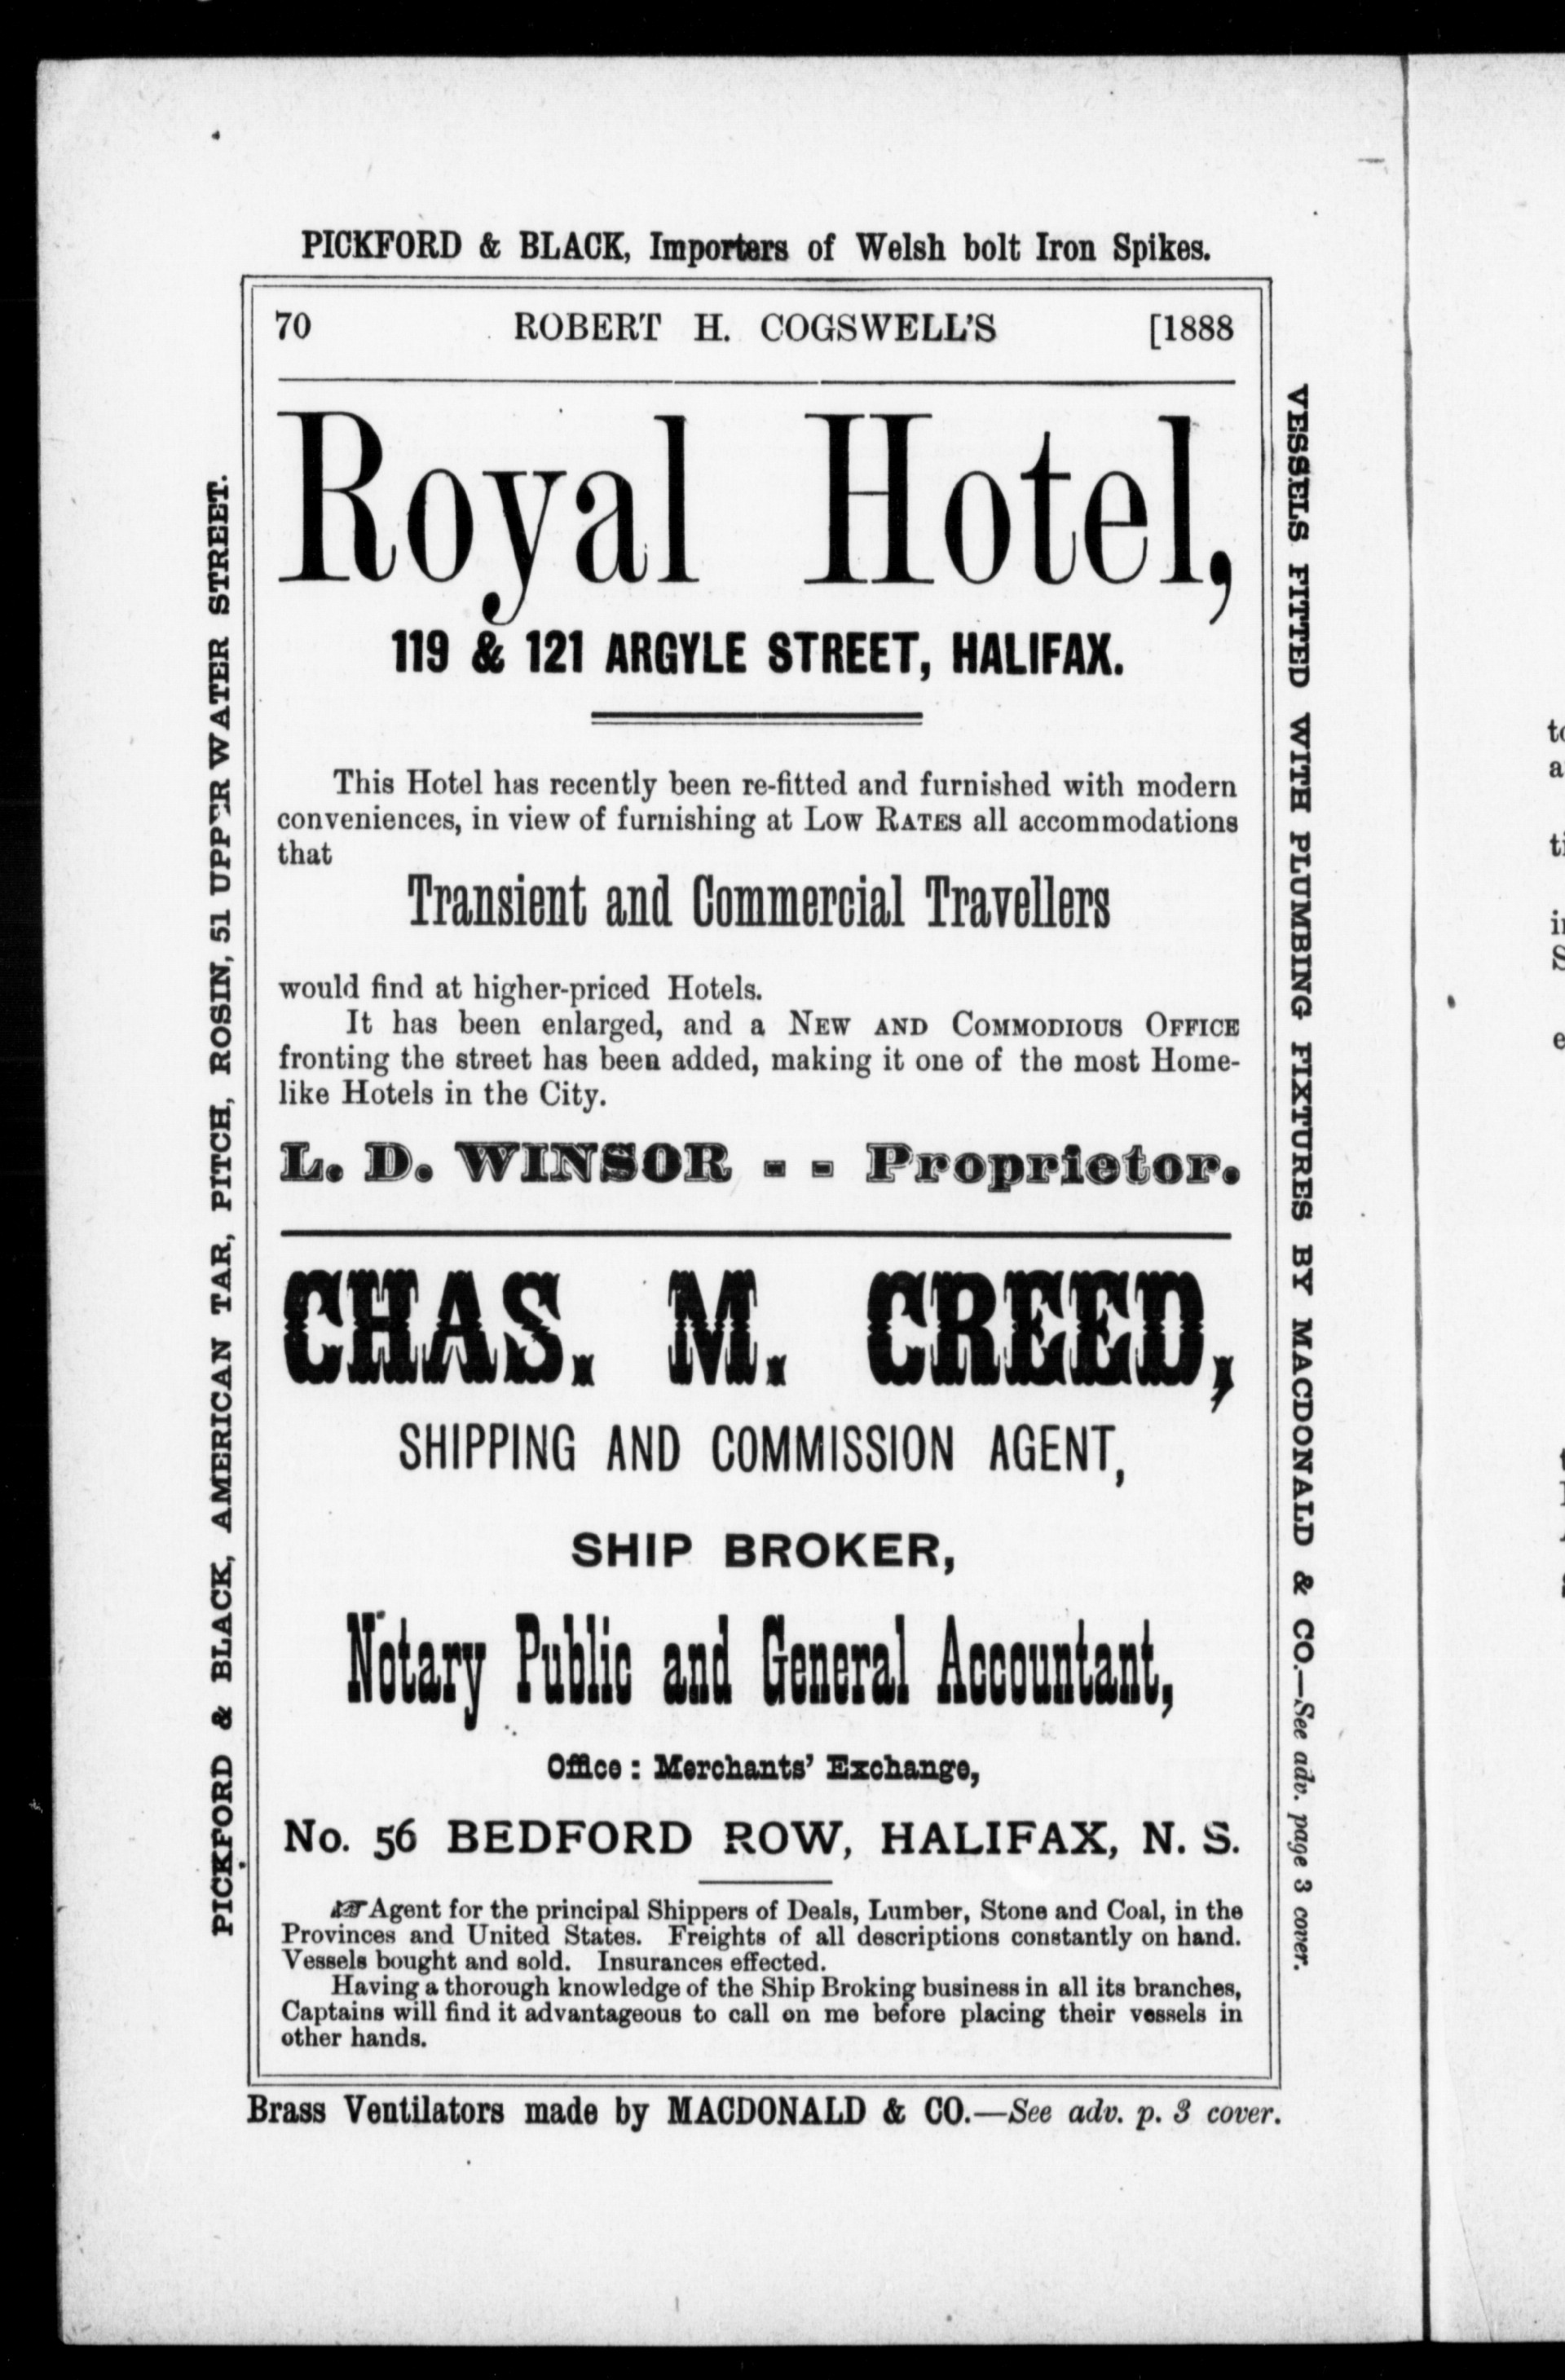 PICKFORD & BLACK, Importers of Welsh bolt Iron Spikes.
70 ROBERT H. COGSWELL'S [1888
Royal Hotel,
119 & 121 ARGYLE STREET, HALIFAX.
This Hotel has recently been re-fitted and furnished with modern
conveniences, in view of furnishing at LOW RATES all accommodations
that
Transient and Commercial Travellers
would find at higher-priced Hotels.
It has been enlarged, and a NEW AND COMMODIOUS OFFICE
fronting the street has been added, making it one of the most Home-
like Hotels in the City.
L. D. WINSOR - - Proprietor.
CHAS. M. CREED,
SHIPPING AND COMMISSION AGENT,
SHIP BROKER,
Notary Public and General Accountant,
Office : Merchants' Exchange,
No. 56 BEDFORD ROW, HALIFAX, N. S.
☞Agent for the principal Shippers of Deals, Lumber, Stone and Coal, in the
Provinces and United States. Freights of all descriptions constantly on hand.
Vessels bought and sold. Insurances effected.
Having a thorough knowledge of the Ship Broking business in all its branches,
Captains will find it advantageous to call on me before placing their vessels in
other hands.
Brass Ventilators made by MACDONALD & CO.—See adv. p. 3 cover.
PICKFORD & BLACK, AMERICAN TAR, PITCH, ROSIN, 51 UPPER WATER STREET.
VESSELS FITTED WITH PLUMBING FIXTURES BY MACDONALD & CO.—See adv. page 3 cover.